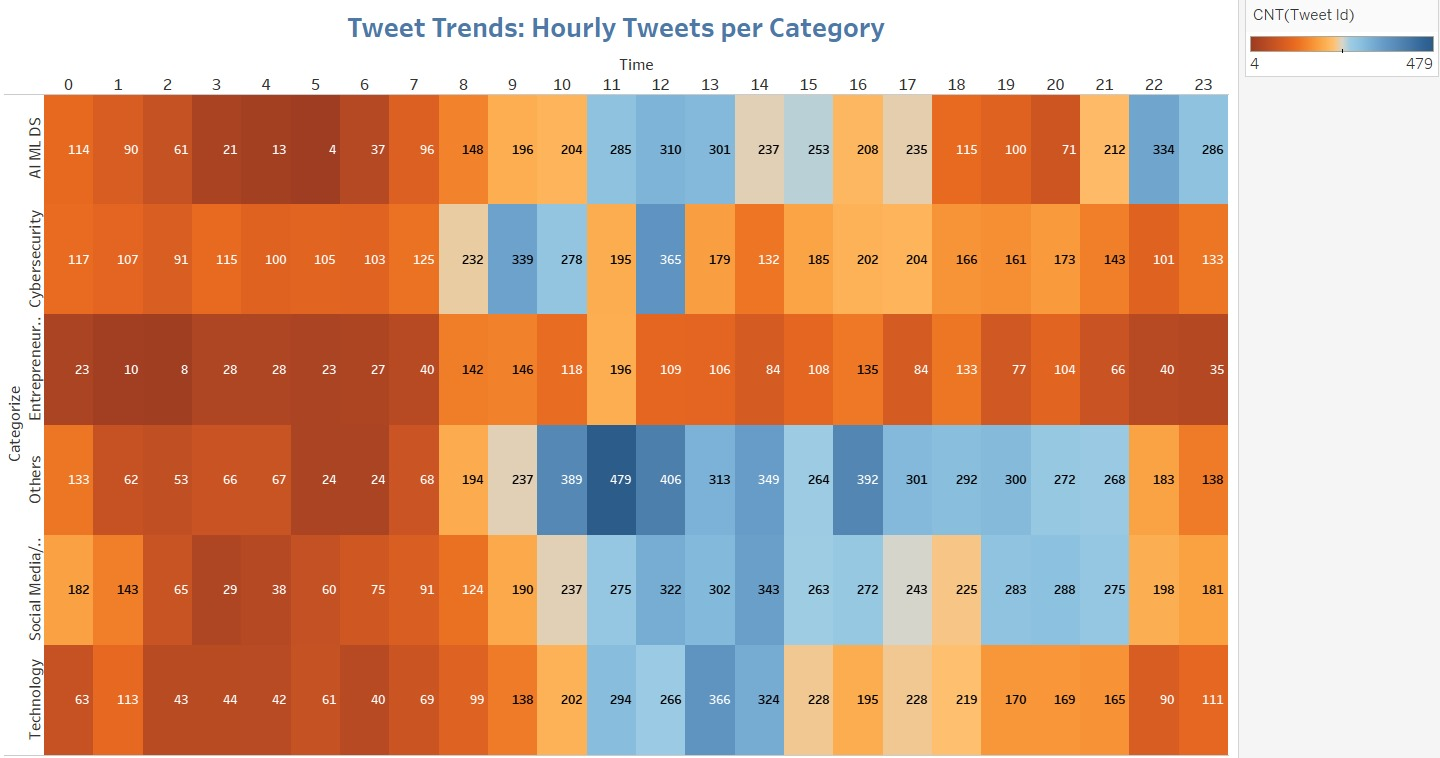 Tweet Trends: Hourly Tweets per Category
CNT(Tweet Id)
4 479
Time
0 1 2 3 4 5 6 7 8 9 10 11 12 13 14 15 16 17 18 19 20 21 22 23
Categorize
AI ML DS
114 90 61 21 13 4 37 96 148 196 204 285 310 301 237 253 208 235 115 100 71 212 334 286
Cybersecurity
117 107 91 115 100 105 103 125 232 339 278 195 365 179 132 185 202 204 166 161 173 143 101 133
Entrepreneur..
23 10 8 28 28 23 27 40 142 146 118 196 109 106 84 108 135 84 133 77 104 66 40 35
Others
133 62 53 66 67 24 24 68 194 237 389 479 406 313 349 264 392 301 292 300 272 268 183 138
Social Media/..
182 143 65 29 38 60 75 91 124 190 237 275 322 302 343 263 272 243 225 283 288 275 198 181
Technology
63 113 43 44 42 61 40 69 99 138 202 294 266 366 324 228 195 228 219 170 169 165 90 111